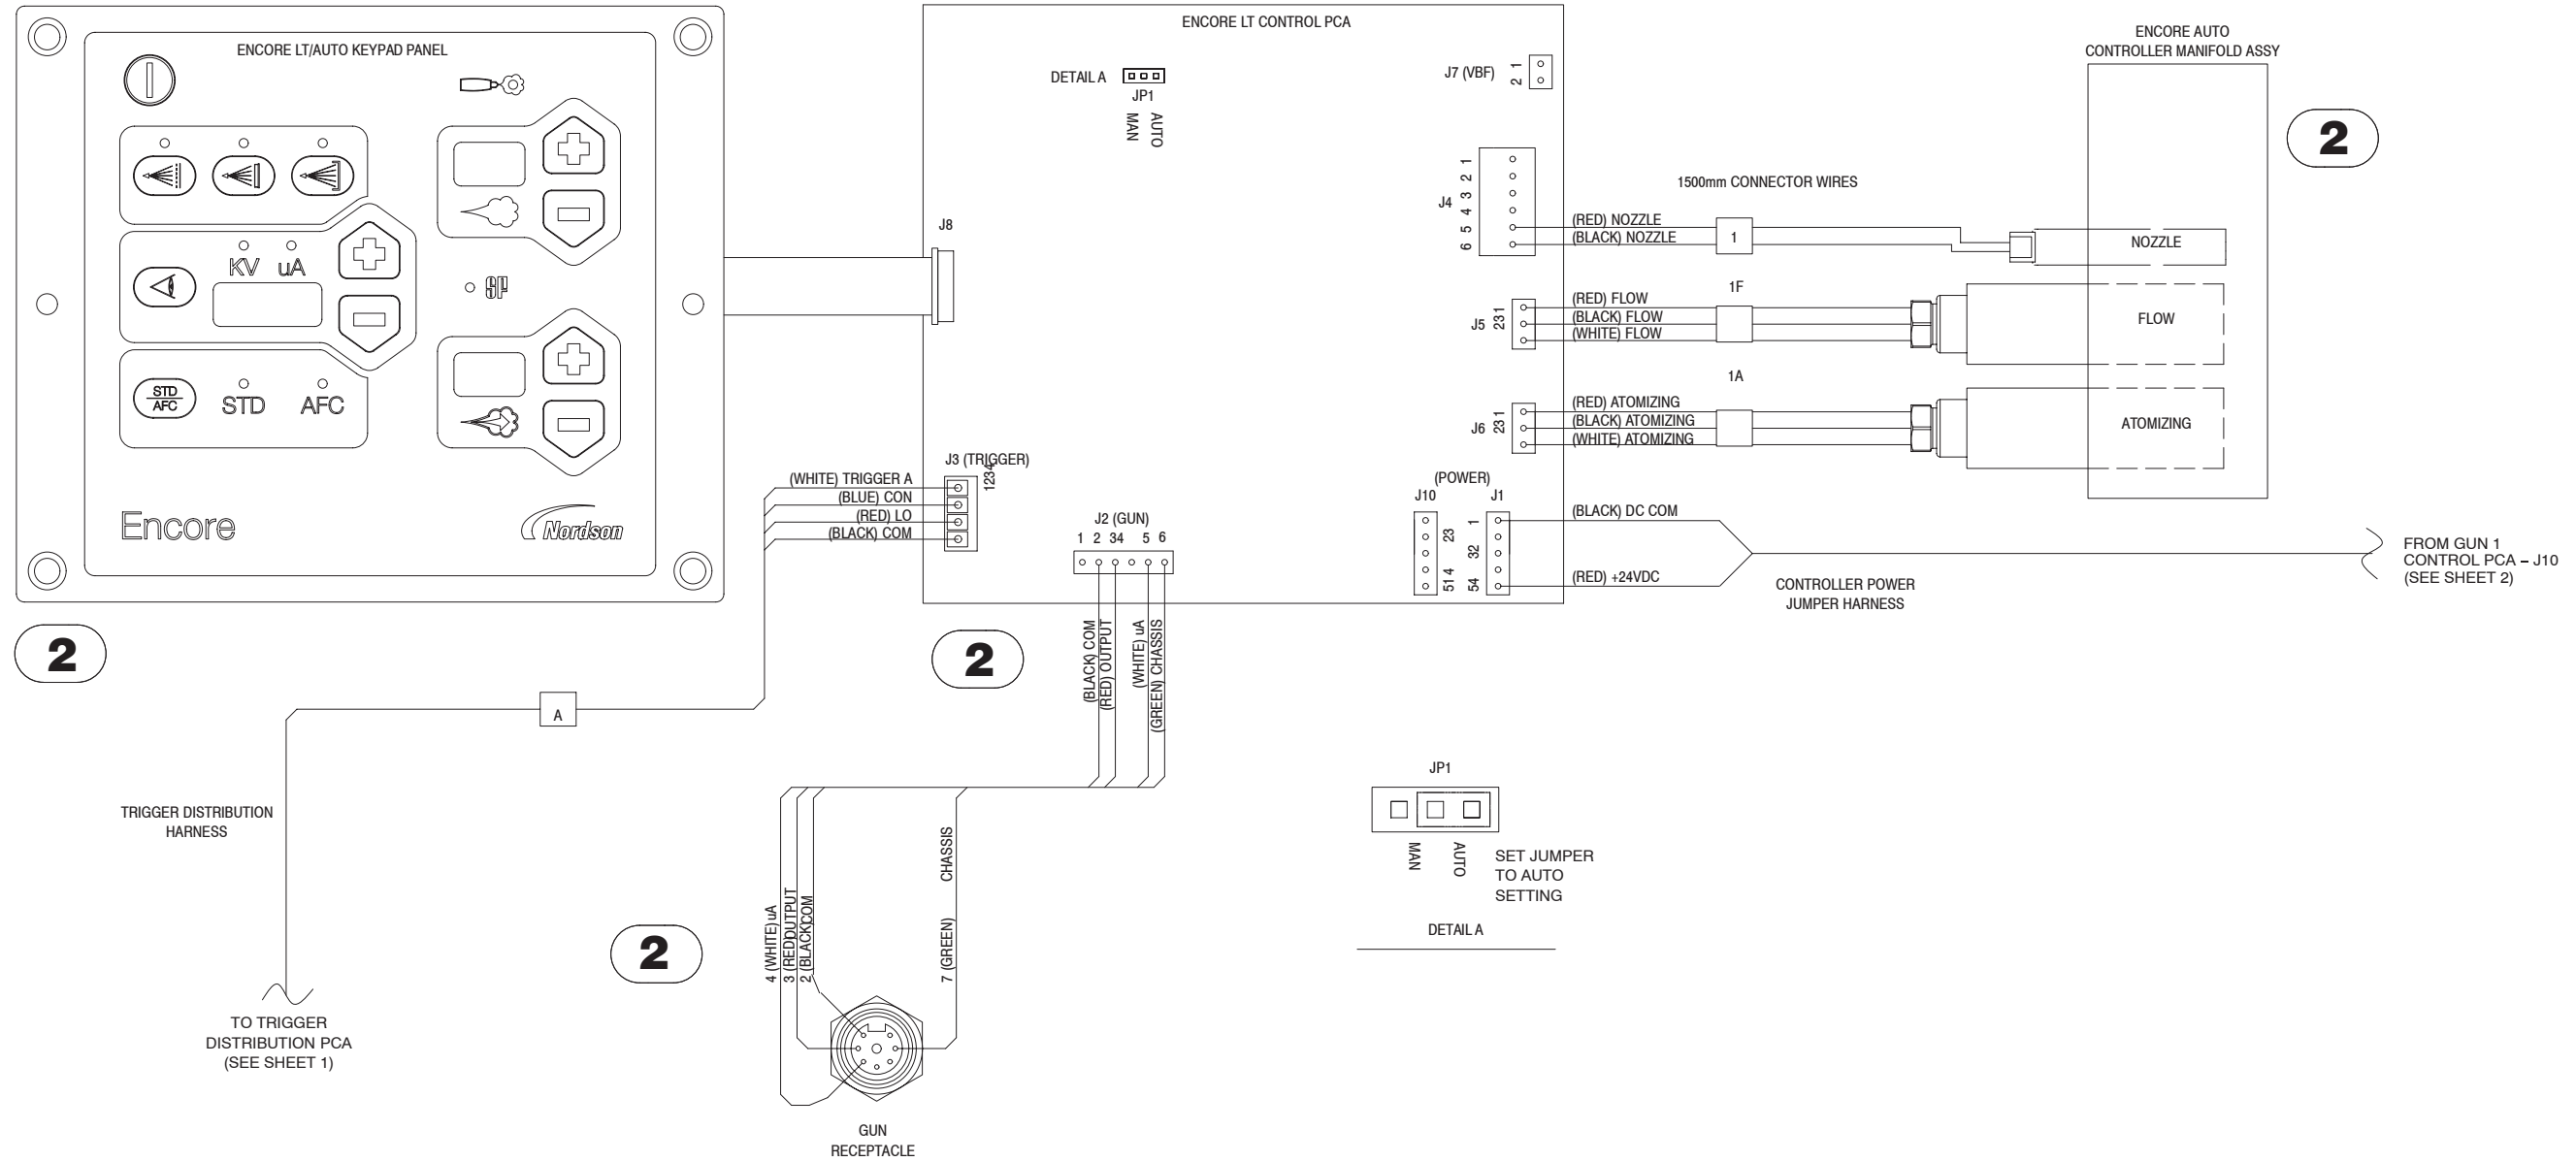 ENCORE LT/AUTO KEYPAD PANEL
KV uA
STD
AFC
STD AFC
SP
Encore
Nordson
2
ENCORE LT CONTROL PCA
DETAIL A
JP1
MAN
AUTO
J8
J7 (VBF)
1
2
J4
1
2
3
4
5
6
1500mm CONNECTOR WIRES
(RED) NOZZLE
(BLACK) NOZZLE
1
J5
231
1F
(RED) FLOW
(BLACK) FLOW
(WHITE) FLOW
J6
231
1A
(RED) ATOMIZING
(BLACK) ATOMIZING
(WHITE) ATOMIZING
ENCORE AUTO
CONTROLLER MANIFOLD ASSY
NOZZLE
FLOW
ATOMIZING
2
J3 (TRIGGER)
1234
(WHITE) TRIGGER A
(BLUE) CON
(RED) LO
(BLACK) COM
J2 (GUN)
1 2 34 5 6
(POWER)
J10
23
514
J1
1
32
54
(BLACK) DC COM
(RED) +24VDC
CONTROLLER POWER
JUMPER HARNESS
FROM GUN 1
CONTROL PCA – J10
(SEE SHEET 2)
2
(BLACK) COM
(RED) OUTPUT
(WHITE) uA
(GREEN) CHASSIS
A
TRIGGER DISTRIBUTION
HARNESS
TO TRIGGER
DISTRIBUTION PCA
(SEE SHEET 1)
2
4 (WHITE) uA
3 (RED)OUTPUT
2 (BLACK)COM
7 (GREEN) CHASSIS
GUN
RECEPTACLE
JP1
MAN
AUTO
SET JUMPER
TO AUTO
SETTING
DETAIL A